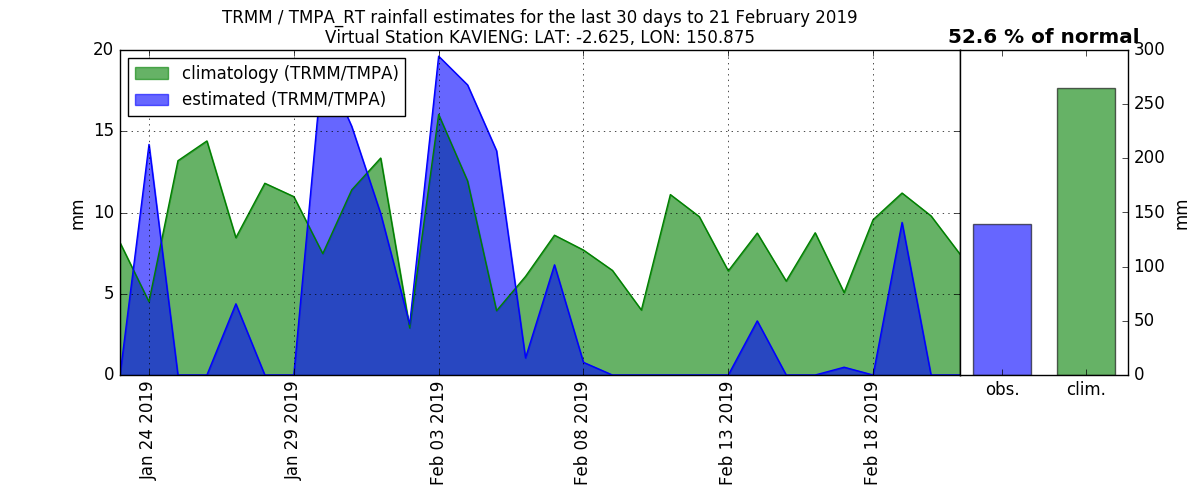 TRMM / TMPA_RT rainfall estimates for the last 30 days to 21 February 2019
Virtual Station KAVIENG: LAT: -2.625, LON: 150.875
52.6 % of normal
climatology (TRMM/TMPA)
estimated (TRMM/TMPA)
20
15
10
5
0
mm
Jan 24 2019
Jan 29 2019
Feb 03 2019
Feb 08 2019
Feb 13 2019
Feb 18 2019
300
250
200
150
100
50
0
mm
obs.
clim.